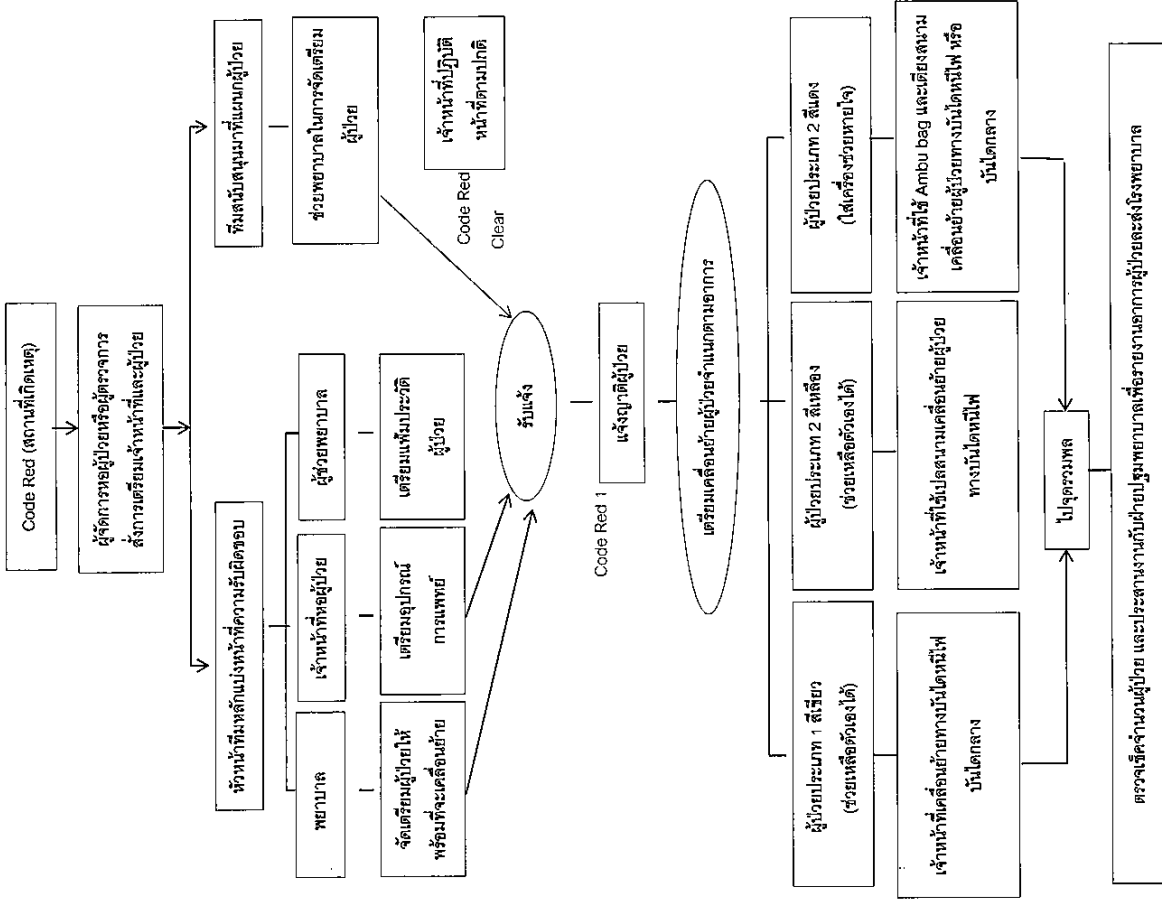 Code Red (สถานที่เกิดเหตุ)
ผู้จัดการหอผู้ป่วยหรือผู้ตรวจการ
สั่งการเตรียมเจ้าหน้าที่และผู้ป่วย
หัวหน้าทีมหลักแบ่งหน้าที่ความรับผิดชอบ
ทีมสนับสนุนมาที่แผนกผู้ป่วย
พยาบาล
เจ้าหน้าที่หอผู้ป่วย
ผู้ช่วยพยาบาล
ช่วยพยาบาลในการจัดเตรียม
ผู้ป่วย
จัดเตรียมผู้ป่วยให้
พร้อมที่จะเคลื่อนย้าย
เตรียมอุปกรณ์
การแพทย์
เตรียมแฟ้มประวัติ
ผู้ป่วย
Code Red
Clear
เจ้าหน้าที่ปฏิบัติ
หน้าที่ตามปกติ
รับแจ้ง
Code Red 1
แจ้งญาติผู้ป่วย
เตรียมเคลื่อนย้ายผู้ป่วยจำแนกตามอาการ
ผู้ป่วยประเภท 1 สีเขียว
(ช่วยเหลือตัวเองได้)
ผู้ป่วยประเภท 2 สีเหลือง
(ช่วยเหลือตัวเองได้)
ผู้ป่วยประเภท 2 สีแดง
(ใส่เครื่องช่วยหายใจ)
เจ้าหน้าที่เคลื่อนย้ายทางบันไดหนีไฟ
บันไดกลาง
เจ้าหน้าที่ใช้เปลสนามเคลื่อนย้ายผู้ป่วย
ทางบันไดหนีไฟ
เจ้าหน้าที่ใช้ Ambu bag และเตียงสนาม
เคลื่อนย้ายผู้ป่วยทางบันไดหนีไฟ หรือ
บันไดกลาง
ไปจุดรวมพล
ตรวจเช็คจำนวนผู้ป่วย และประสานงานกับฝ่ายปฐมพยาบาลเพื่อรายงานอาการผู้ป่วยละส่งโรงพยาบาล